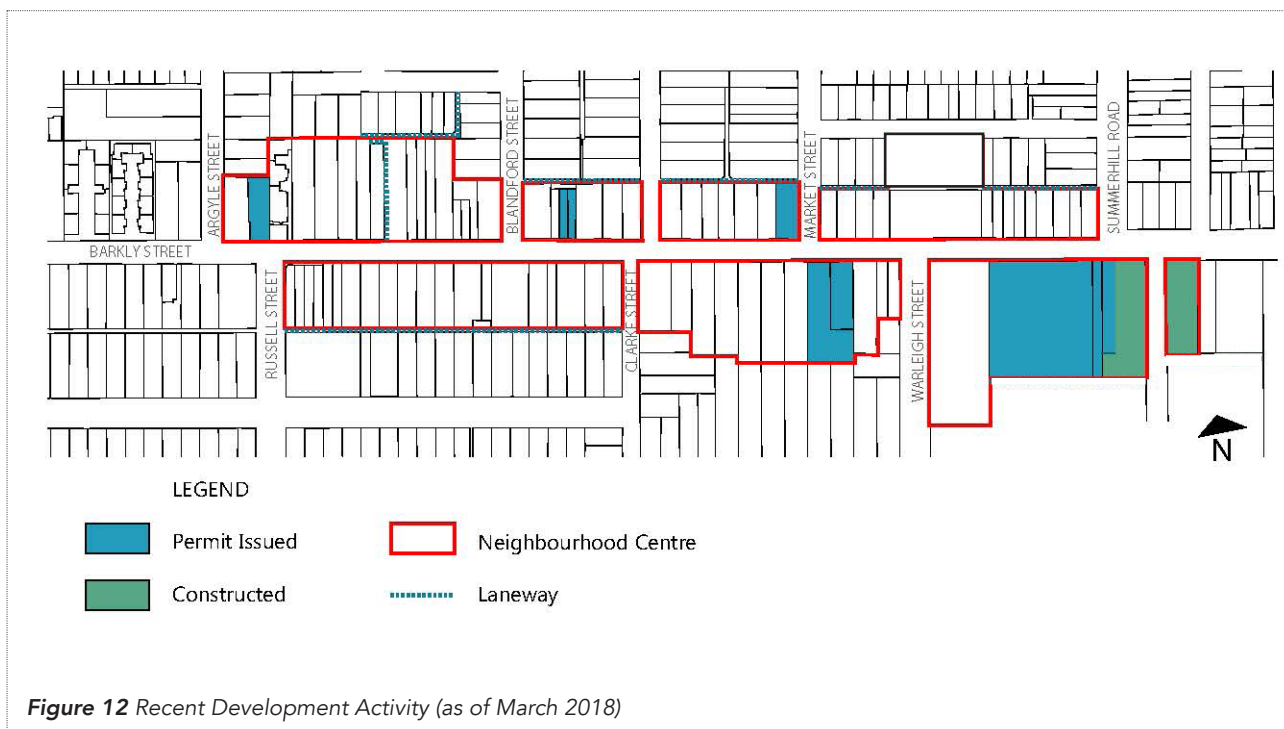 ARGYLE STREET
BLANDFORD STREET
MARKET STREET
SUMMERHILL ROAD
BARKLY STREET
RUSSELL STREET
CLARKE STREET
WARLEIGH STREET
N
LEGEND
Permit Issued
Neighbourhood Centre
Constructed
Laneway
Figure 12 Recent Development Activity (as of March 2018)